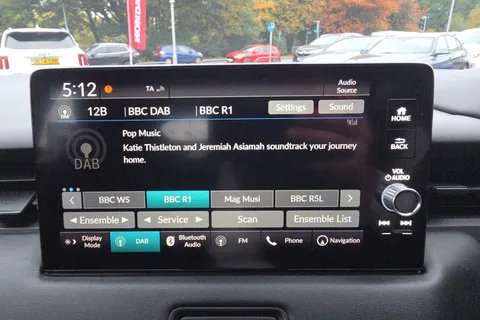 5:12 TA Audio Source
12B BBC DAB BBC R1 Settings Sound
Pop Music
Katie Thistleton and Jeremiah Asiamah soundtrack your journey
home.
DAB
BBC WS BBC R1 Mag Musi BBC R5L
Ensemble Service Scan Ensemble List
Display Mode DAB Bluetooth Audio FM Phone Navigation
HOME
BACK
VOL
AUDIO
HONDA